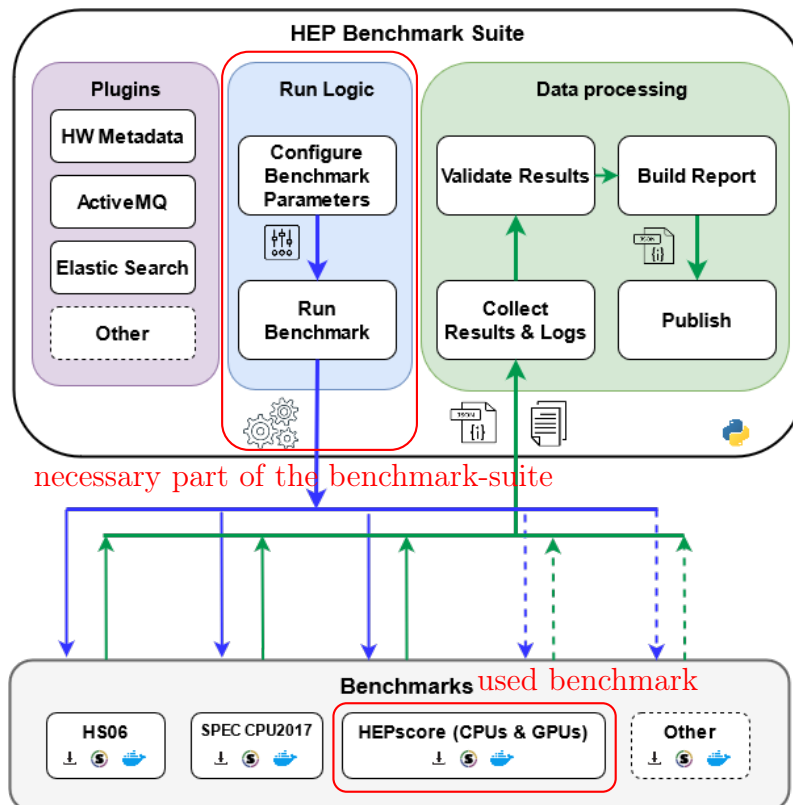 HEP Benchmark Suite
Plugins
HW Metadata
ActiveMQ
Elastic Search
Other
Run Logic
Configure
Benchmark
Parameters
Run
Benchmark
Data processing
Validate Results
Build Report
JSON
{i}
Collect
Results & Logs
Publish
JSON
{i}
necessary part of the benchmark-suite
Benchmarks
used benchmark
HS06
S
SPEC CPU2017
S
HEPscore (CPUs & GPUs)
S
Other
S